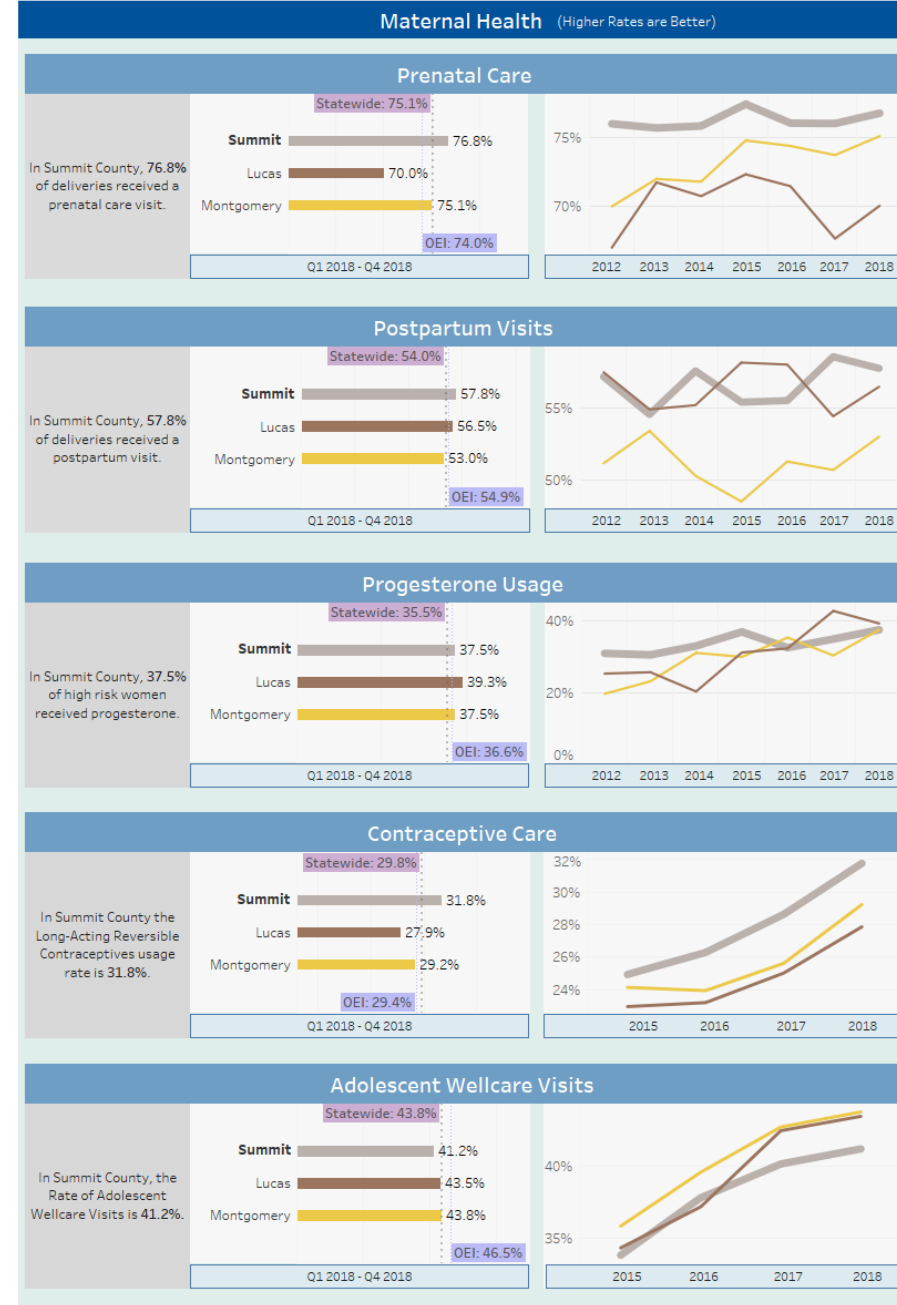 Maternal Health (Higher Rates are Better)
Prenatal Care
In Summit County, 76.8%
of deliveries received a
prenatal care visit.
Statewide: 75.1%
Summit 76.8%
Lucas 70.0%
Montgomery 75.1%
OEI: 74.0%
Q1 2018 - Q4 2018
75%
70%
2012 2013 2014 2015 2016 2017 2018
Postpartum Visits
In Summit County, 57.8%
of deliveries received a
postpartum visit.
Statewide: 54.0%
Summit 57.8%
Lucas 56.5%
Montgomery 53.0%
OEI: 54.9%
Q1 2018 - Q4 2018
55%
50%
2012 2013 2014 2015 2016 2017 2018
Progesterone Usage
In Summit County, 37.5%
of high risk women
received progesterone.
Statewide: 35.5%
Summit 37.5%
Lucas 39.3%
Montgomery 37.5%
OEI: 36.6%
Q1 2018 - Q4 2018
40%
20%
0%
2012 2013 2014 2015 2016 2017 2018
Contraceptive Care
In Summit County the
Long-Acting Reversible
Contraceptives usage
rate is 31.8%.
Statewide: 29.8%
Summit 31.8%
Lucas 27.9%
Montgomery 29.2%
OEI: 29.4%
Q1 2018 - Q4 2018
32%
30%
28%
26%
24%
2015 2016 2017 2018
Adolescent Wellcare Visits
In Summit County, the
Rate of Adolescent
Wellcare Visits is 41.2%.
Statewide: 43.8%
Summit 41.2%
Lucas 43.5%
Montgomery 43.8%
OEI: 46.5%
Q1 2018 - Q4 2018
40%
35%
2015 2016 2017 2018